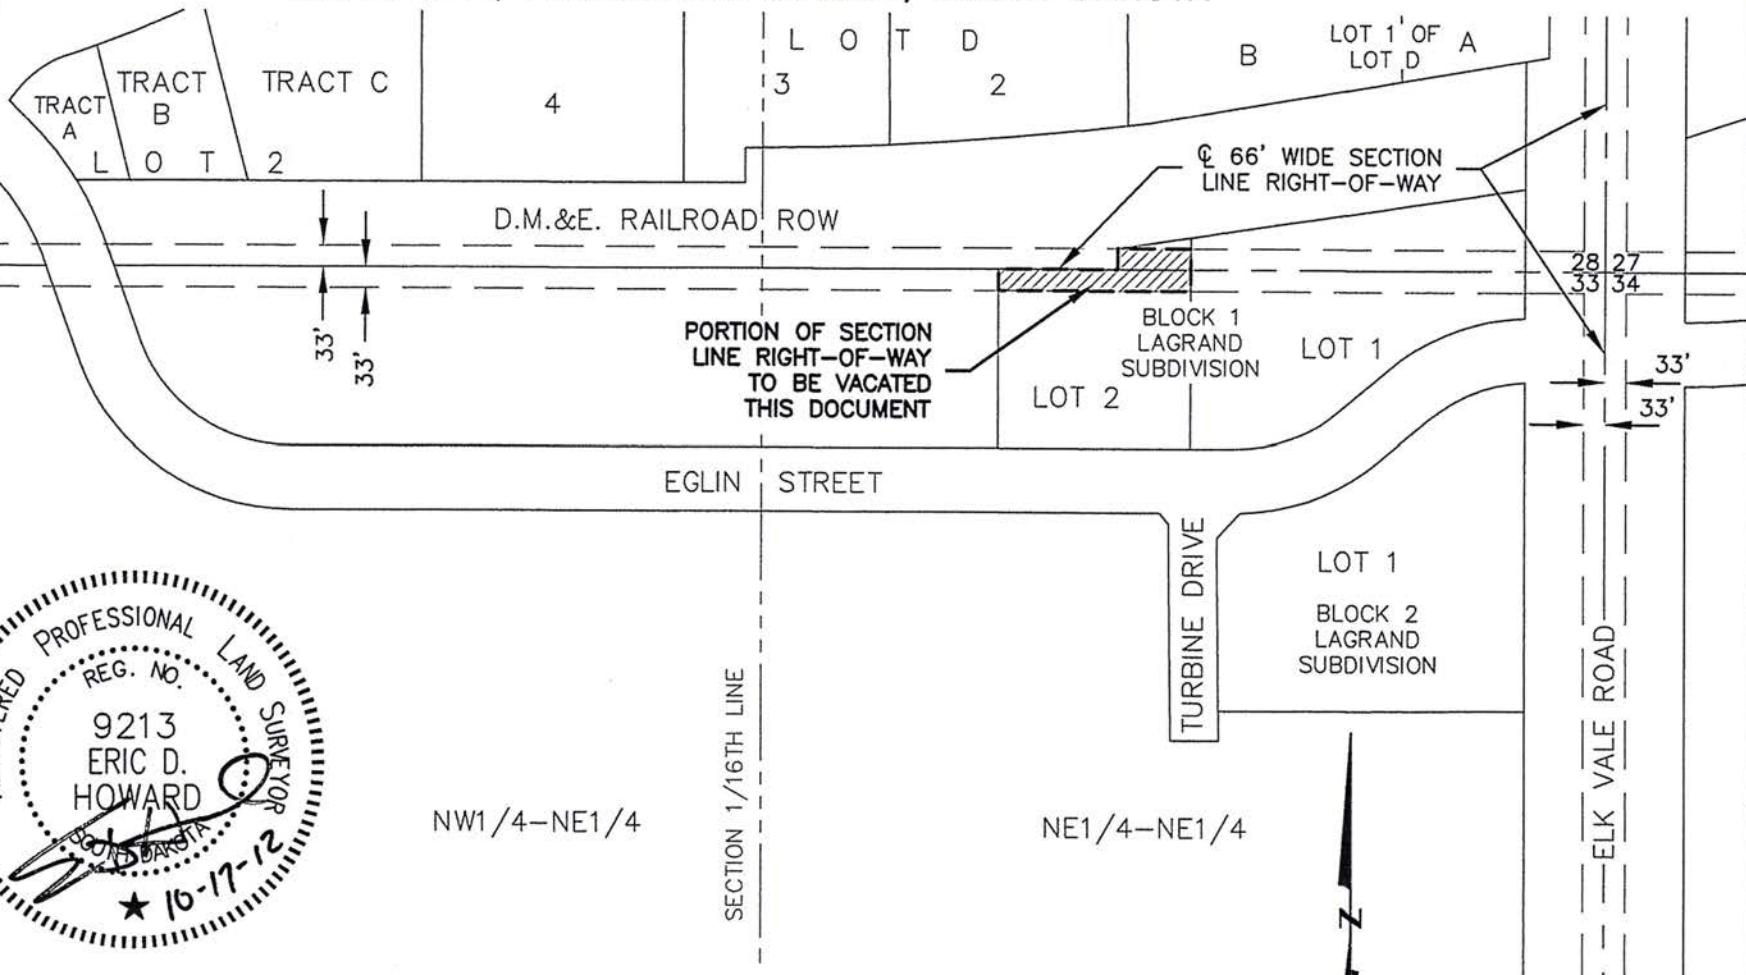 L O T D
3
2
B
LOT 1 OF
LOT D
A
TRACT
A
TRACT
B
TRACT C
4
L O T 2
℄ 66' WIDE SECTION
LINE RIGHT-OF-WAY
D.M.&E. RAILROAD ROW
28 27
33 34
33'
33'
PORTION OF SECTION
LINE RIGHT-OF-WAY
TO BE VACATED
THIS DOCUMENT
BLOCK 1
LAGRAND
SUBDIVISION
LOT 1
LOT 2
33'
33'
EGLIN STREET
TURBINE DRIVE
LOT 1
BLOCK 2
LAGRAND
SUBDIVISION
ELK VALE ROAD
SECTION 1/16TH LINE
NW1/4-NE1/4
NE1/4-NE1/4
N
PROFESSIONAL LAND SURVEYOR
REG. NO.
9213
ERIC D.
HOWARD
SOUTH DAKOTA
10-17-12